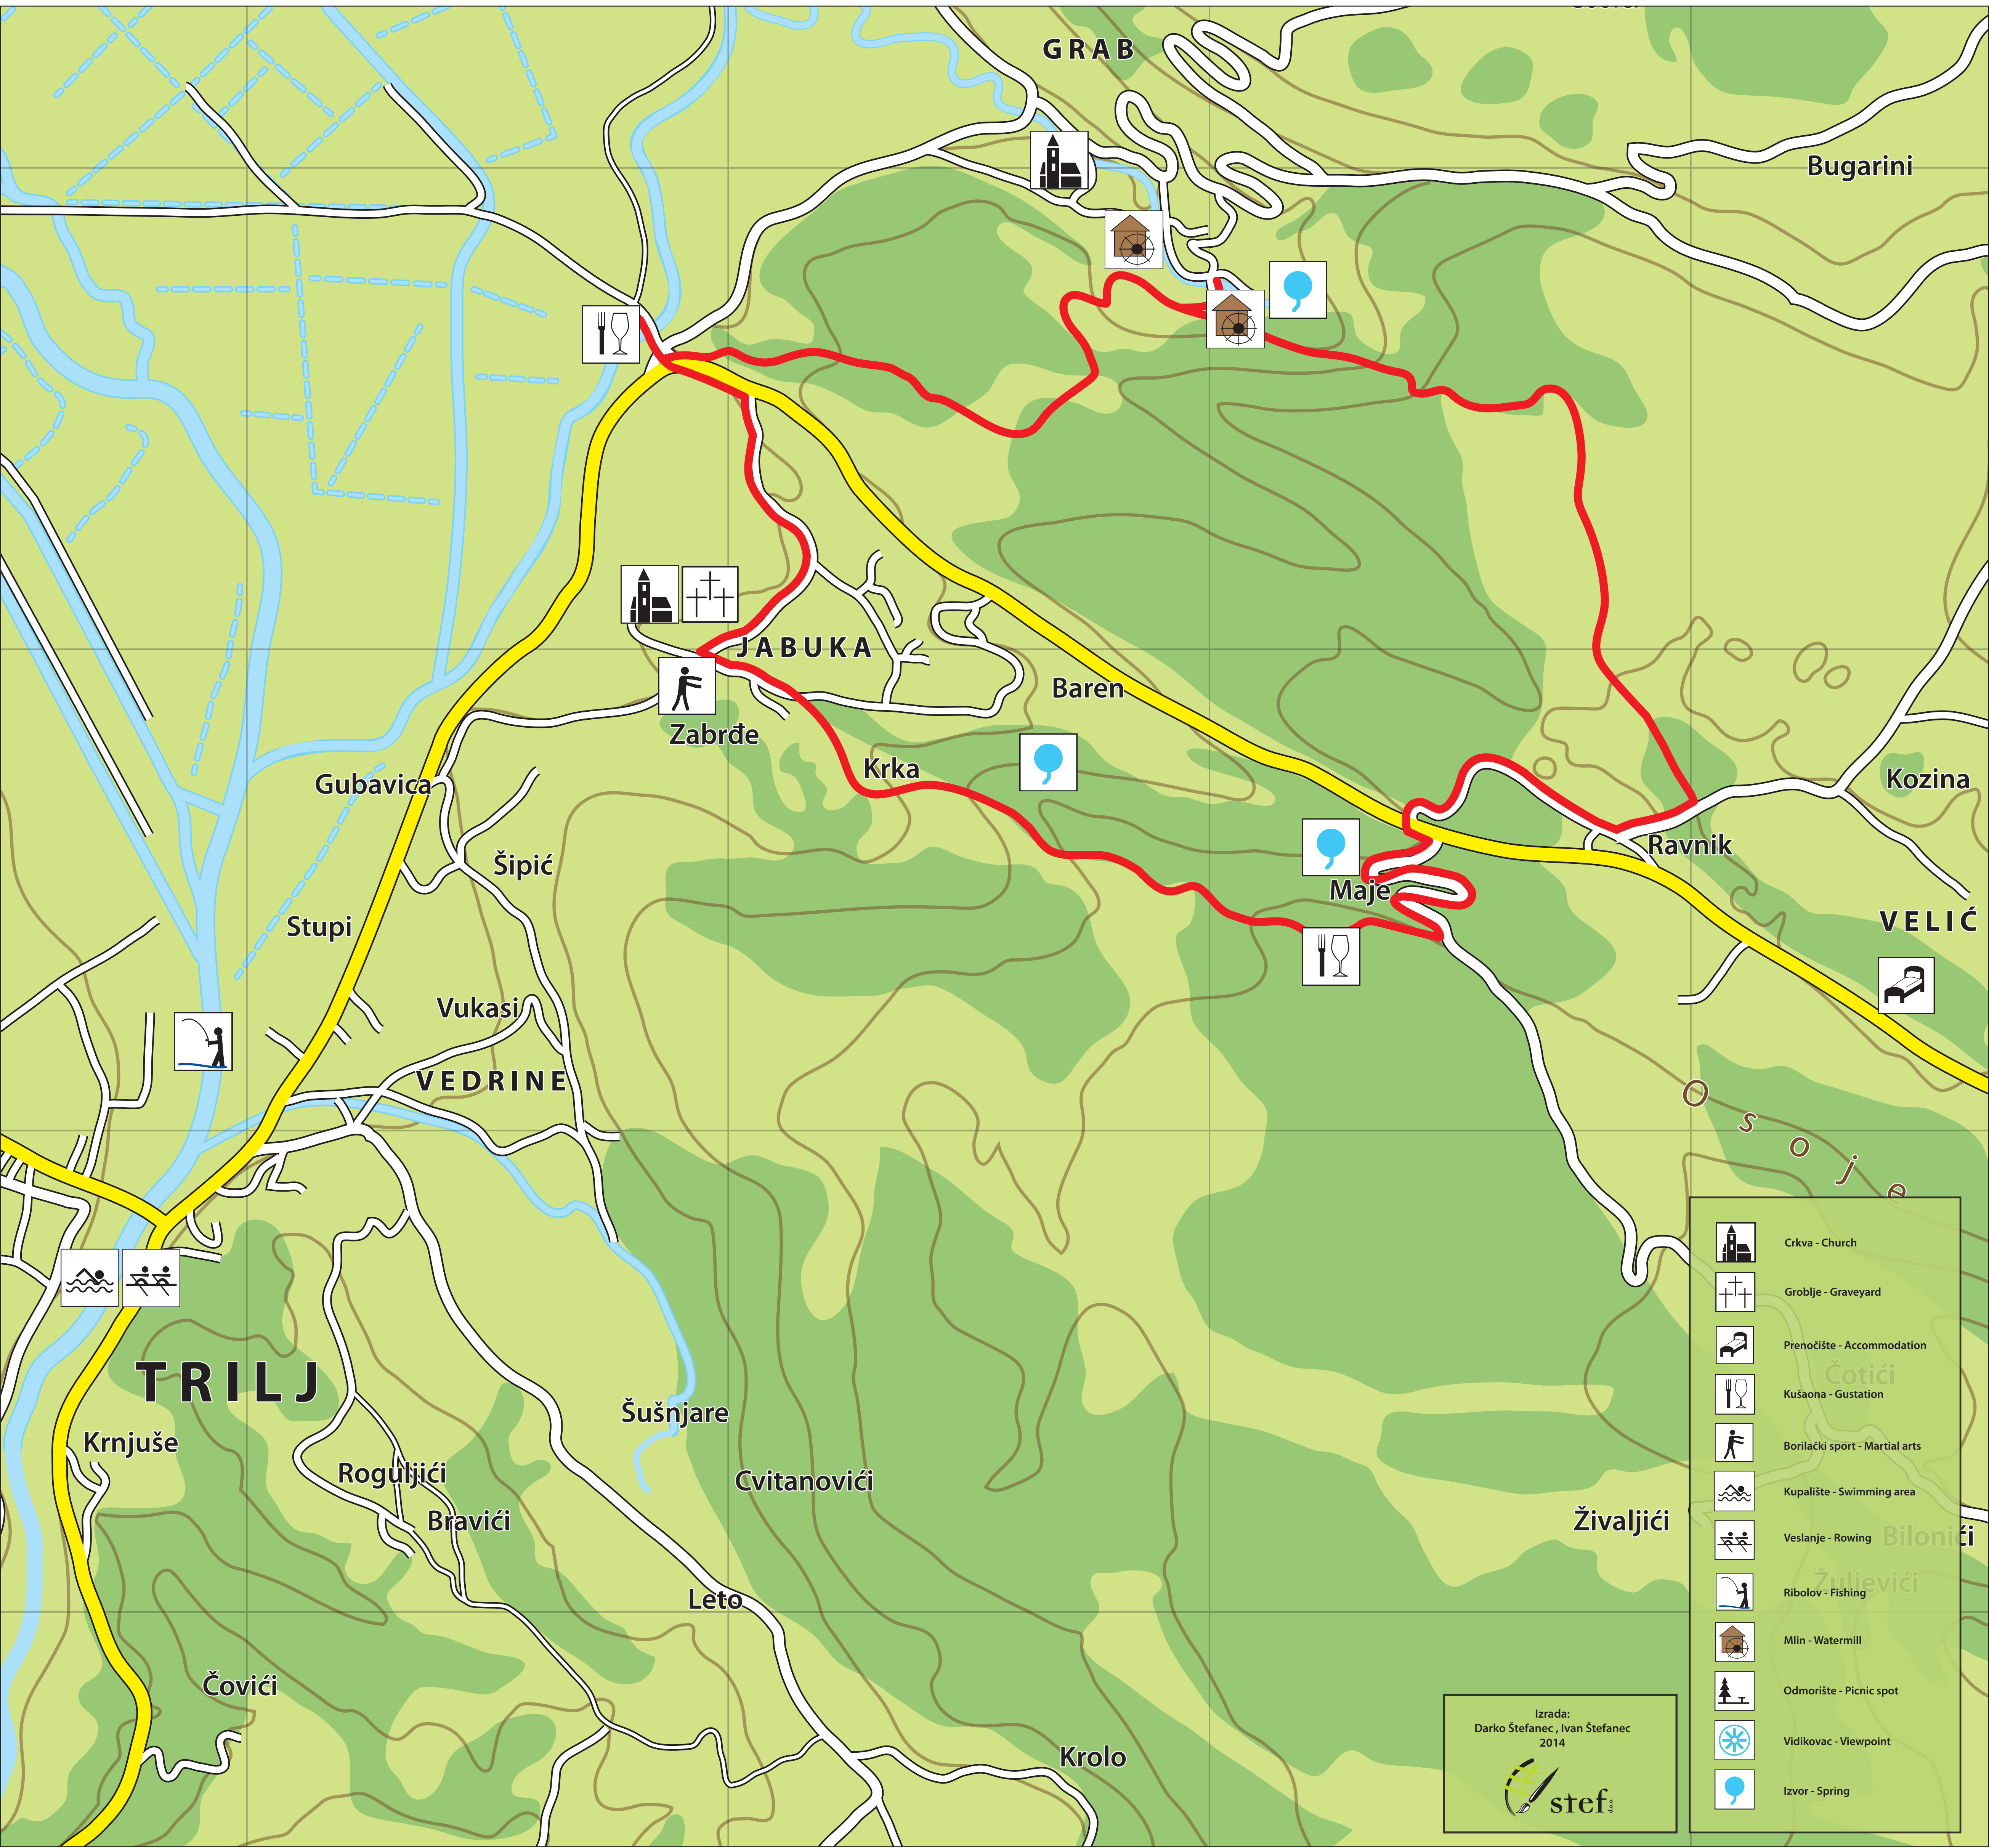 GRAB
Bugarini
JABUKA
Baren
Zabrđe
Krka
Gubavica
Kozina
Ravnik
Šipić
Maje
VELIĆ
Stupi
Vukasi
VEDRINE
Osoje
TRILJ
Krnjuše
Šušnjare
Roguljići
Cvitanovići
Bravići
Živaljići
Leto
Čovići
Krolo
Čotići
Bilonići
Žuljevići
Crkva - Church
Groblje - Graveyard
Prenočište - Accommodation
Kušaona - Gustation
Borilački sport - Martial arts
Kupalište - Swimming area
Veslanje - Rowing
Ribolov - Fishing
Mlin - Watermill
Odmorište - Picnic spot
Vidikovac - Viewpoint
Izvor - Spring
Izrada:
Darko Štefanec , Ivan Štefanec
2014
stef d.o.o.